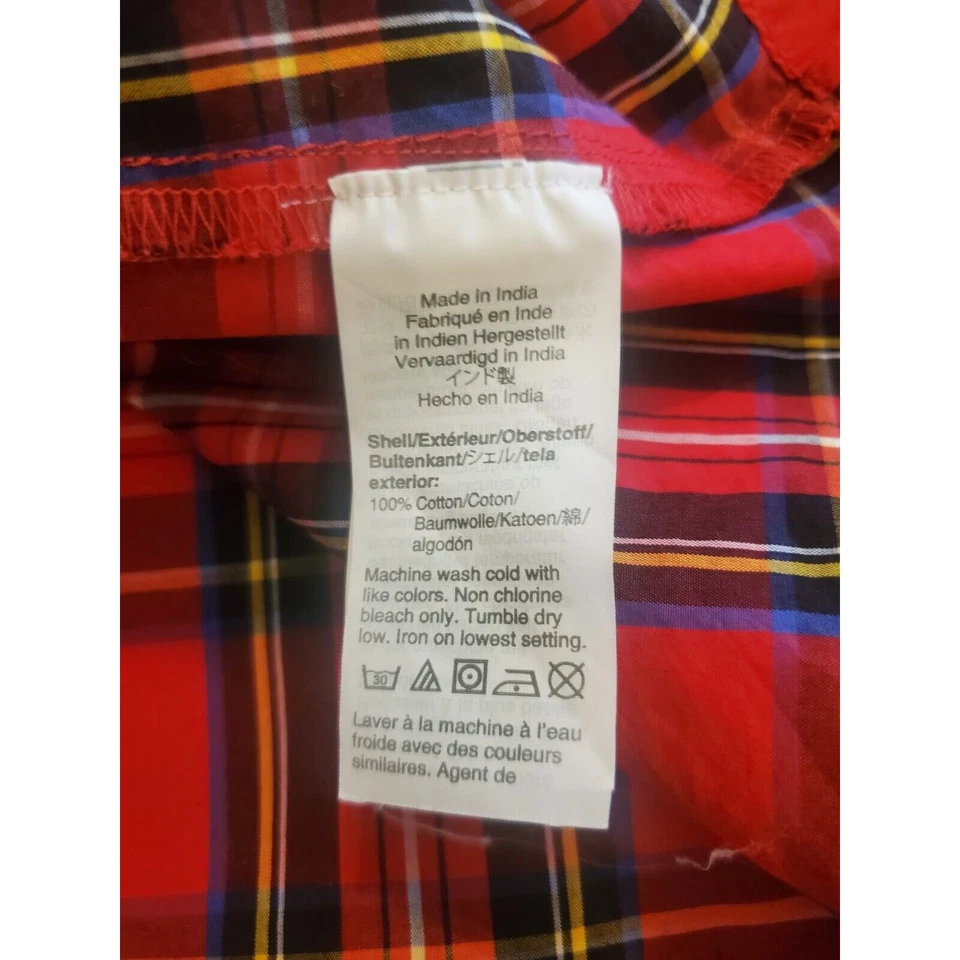 Made in India
Fabriqué en Inde
in Indien Hergestellt
Vervaardigd in India
インド製
Hecho en India
Shell/Extérieur/Oberstoff/
Buitenkant/シェル/tela
exterior:
100% Cotton/Coton/
Baumwolle/Katoen/綿/
algodón
Machine wash cold with
like colors. Non chlorine
bleach only. Tumble dry
low. Iron on lowest setting.
30
Laver à la machine à l'eau
froide avec des couleurs
similaires. Agent de